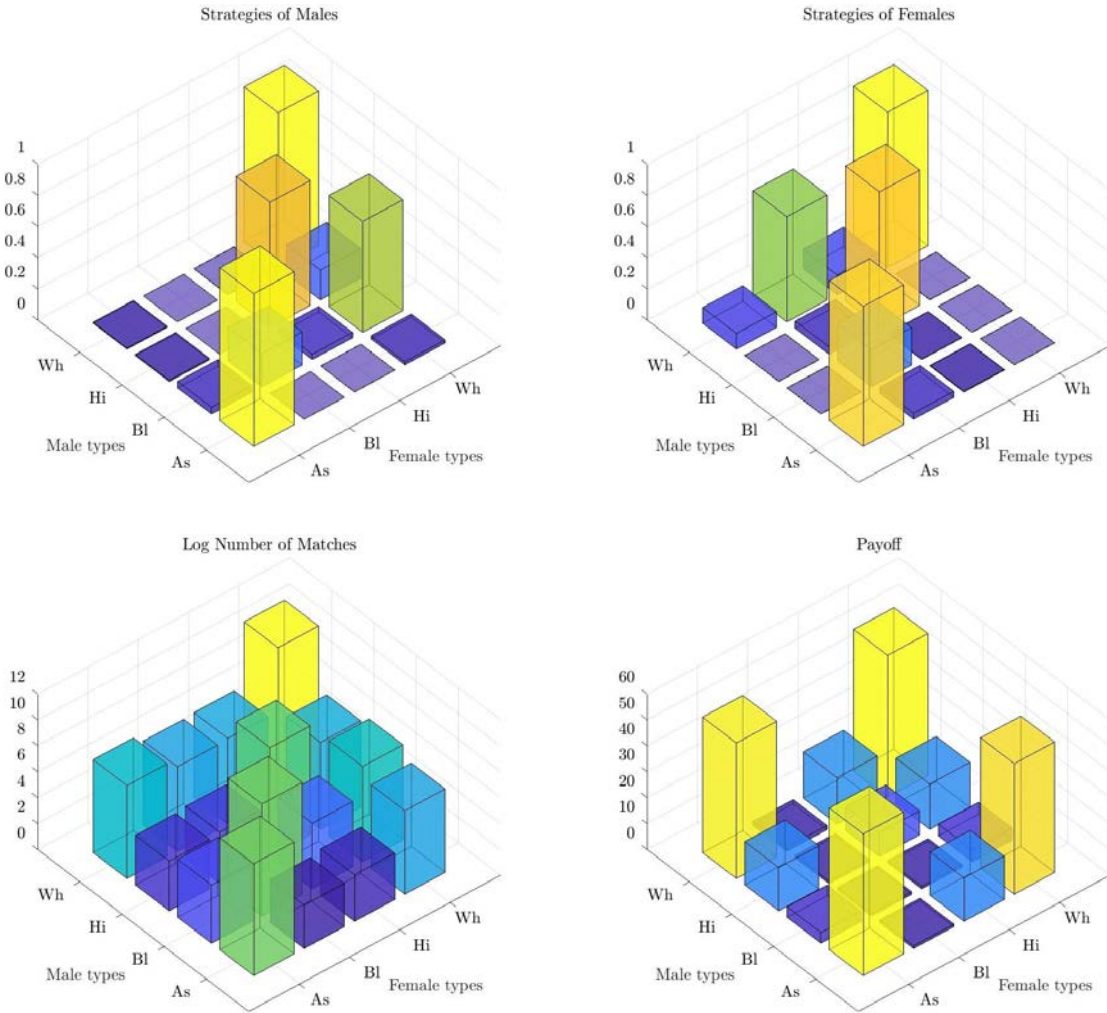 Strategies of Males
1
0.8
0.6
0.4
0.2
0
Wh
Hi
Bl
As
Male types
As
Bl
Hi
Wh
Female types
Strategies of Females
1
0.8
0.6
0.4
0.2
0
Wh
Hi
Bl
As
Male types
As
Bl
Hi
Wh
Female types
Log Number of Matches
12
10
8
6
4
2
0
Wh
Hi
Bl
As
Male types
As
Bl
Hi
Wh
Female types
Payoff
60
50
40
30
20
10
0
Wh
Hi
Bl
As
Male types
As
Bl
Hi
Wh
Female types